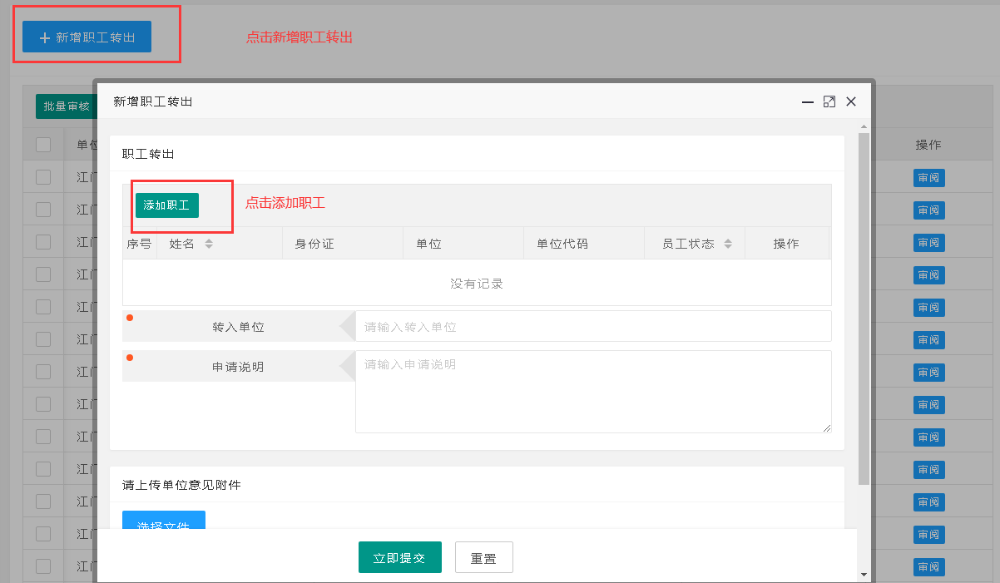 新增职工转出
点击新增职工转出
新增职工转出
批量审核
单位
操作
职工转出
添加职工
点击添加职工
序号 姓名 身份证 单位 单位代码 员工状态 操作
没有记录
转入单位
请输入转入单位
申请说明
请输入申请说明
请上传单位意见附件
选择文件
立即提交
重置
江门
审阅
江门
审阅
江门
审阅
江门
审阅
江门
审阅
江门
审阅
江门
审阅
江门
审阅
江门
审阅
江门
审阅
江门
审阅
江门
审阅
江门
审阅